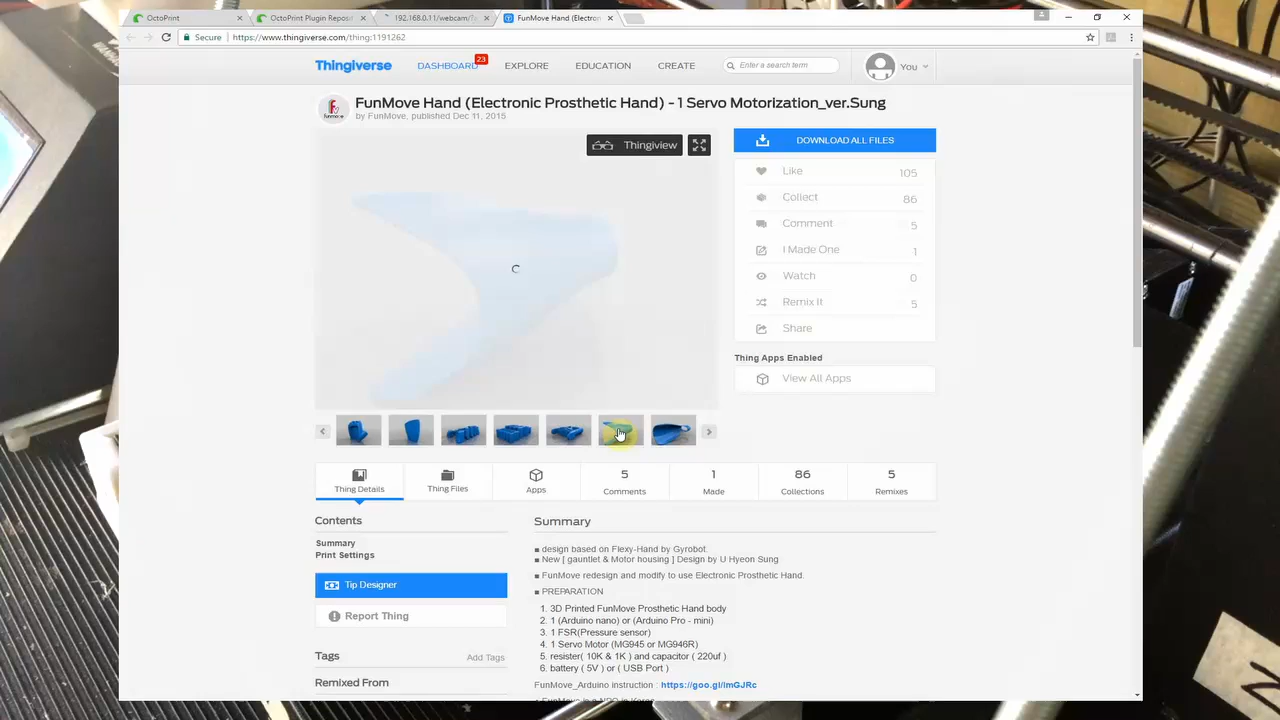 OctoPrint
OctoPrint Plugin Reposit
192.168.0.11/webcam/?a
FunMove Hand (Electron
Secure
https://www.thingiverse.com/thing:1191262
Thingiverse
DASHBOARD
23
EXPLORE
EDUCATION
CREATE
Enter a search term
You
FunMove Hand (Electronic Prosthetic Hand) - 1 Servo Motorization_ver.Sung
by FunMove, published Dec 11, 2015
Thingiview
DOWNLOAD ALL FILES
Like 105
Collect 86
Comment 5
I Made One 1
Watch 0
Remix It 5
Share
Thing Apps Enabled
View All Apps
Thing Details
Thing Files
Apps
5
Comments
1
Made
86
Collections
5
Remixes
Contents
Summary
Print Settings
Tip Designer
Report Thing
Tags
Add Tags
Remixed From
Summary
■ design based on Flexy-Hand by Gyrobot.
■ New [ gauntlet & Motor housing ] Design by U Hyeon Sung
■ FunMove redesign and modify to use Electronic Prosthetic Hand.
■ PREPARATION
1. 3D Printed FunMove Prosthetic Hand body
2. 1 (Arduino nano) or (Arduino Pro - mini)
3. 1 FSR(Pressure sensor)
4. 1 Servo Motor (MG945 or MG946R)
5. resister( 10K & 1K ) and capacitor ( 220uf )
6. battery ( 5V ) or ( USB Port )
FunMove_Arduino instruction : https://goo.gl/imGJRc